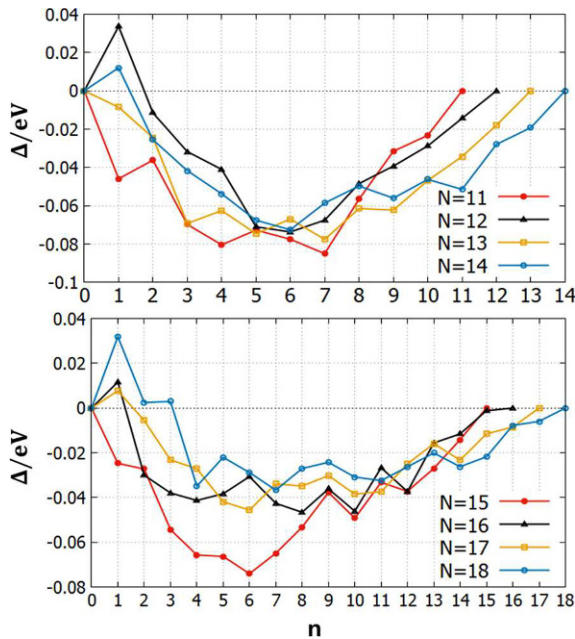 0.04
0.02
0
-0.02
-0.04
-0.06
-0.08
-0.1
Δ/eV
N=11
N=12
N=13
N=14
0 1 2 3 4 5 6 7 8 9 10 11 12 13 14
0.04
0.02
0
-0.02
-0.04
-0.06
-0.08
Δ/eV
N=15
N=16
N=17
N=18
0 1 2 3 4 5 6 7 8 9 10 11 12 13 14 15 16 17 18
n